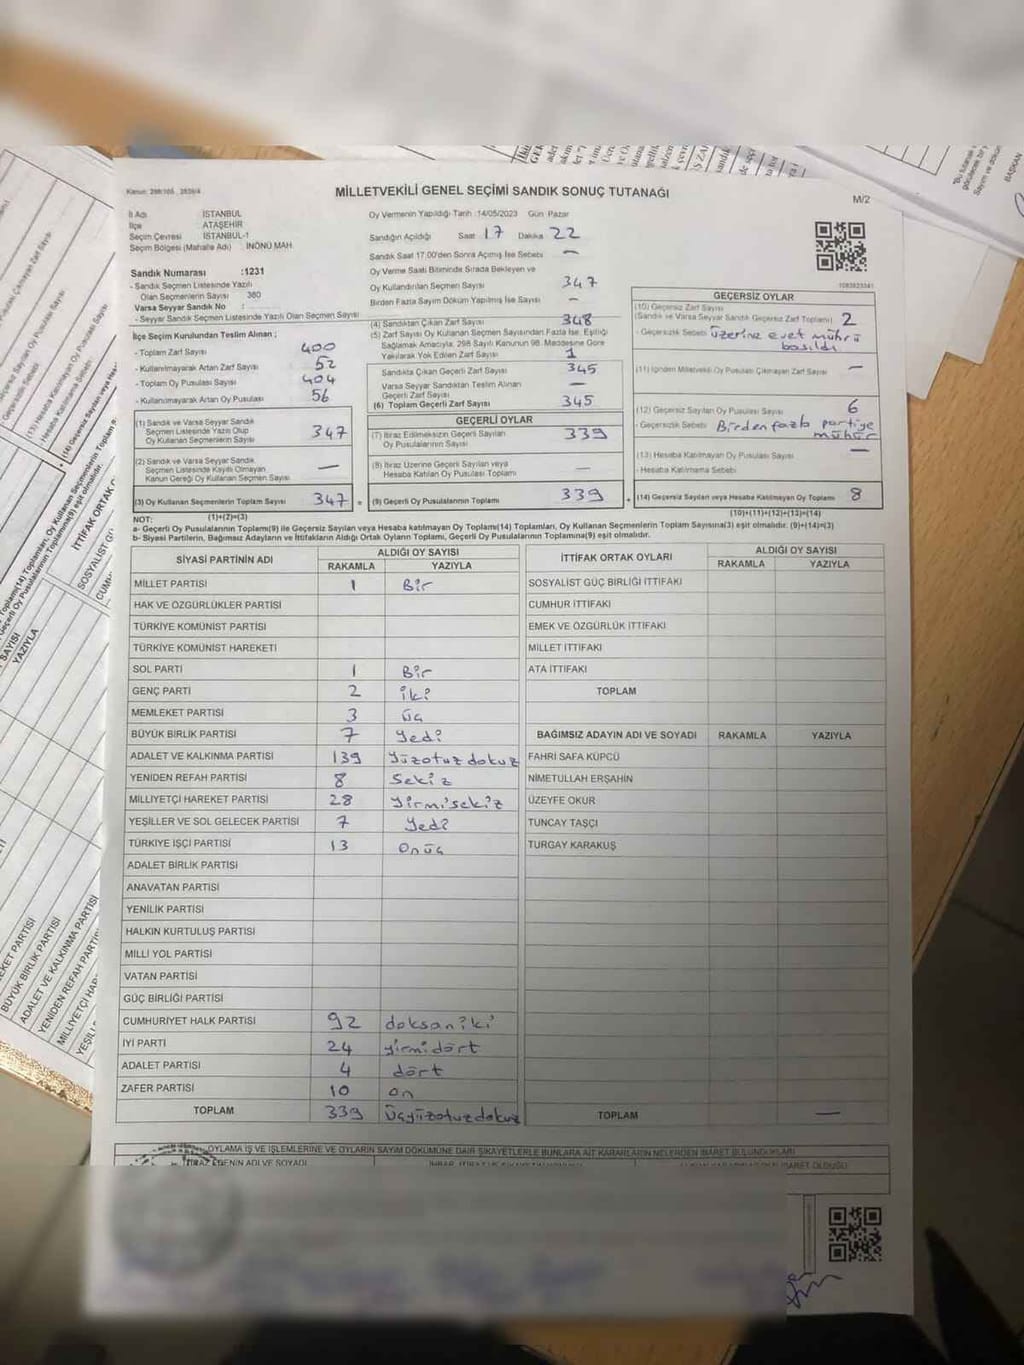 Kanun: 298/105, 2839/4
MİLLETVEKİLİ GENEL SEÇİMİ SANDIK SONUÇ TUTANAĞI
M/2
İl Adı İSTANBUL
İlçe ATAŞEHİR
Seçim Çevresi İSTANBUL-1
Seçim Bölgesi (Mahalle Adı) : İNÖNÜ MAH.
Sandık Numarası :1231
- Sandık Seçmen Listesinde Yazılı
Olan Seçmenlerin Sayısı 380
Varsa Seyyar Sandık No :
- Seyyar Sandık Seçmen Listesinde Yazılı Olan Seçmen Sayısı
İlçe Seçim Kurulundan Teslim Alınan ;
- Toplam Zarf Sayısı 400
- Kullanılmayarak Artan Zarf Sayısı 52
- Toplam Oy Pusulası Sayısı 404
- Kullanılmayarak Artan Oy Pusulası 56
(1) Sandık ve Varsa Seyyar Sandık
Seçmen Listesinde Yazılı Olup
Oy Kullanan Seçmenlerin Sayısı 347
(2) Sandık ve Varsa Seyyar Sandık
Seçmen Listesinde Kayıtlı Olmayan
Kanun Gereği Oy Kullanan Seçmen Sayısı —
(3) Oy Kullanan Seçmenlerin Toplam Sayısı 347 =
(1)+(2)=(3)
Oy Vermenin Yapıldığı Tarih :14/05/2023 Gün Pazar
Sandığın Açıldığı Saat 17 Dakika 22
Sandık Saat 17.00'den Sonra Açılmış İse Sebebi —
Oy Verme Saati Bitiminde Sırada Bekleyen ve
Oy Kullandırılan Seçmen Sayısı 347
Birden Fazla Sayım Döküm Yapılmış İse Sayısı —
(4) Sandıktan Çıkan Zarf Sayısı 348
(5) Zarf Sayısı Oy Kullanan Seçmen Sayısından Fazla İse, Eşitliği
Sağlamak Amacıyla, 298 Sayılı Kanunun 98. Maddesine Göre
Yakılarak Yok Edilen Zarf Sayısı 1
Sandıkta Çıkan Geçerli Zarf Sayısı 345
Varsa Seyyar Sandıktan Teslim Alınan
Geçerli Zarf Sayısı —
(6) Toplam Geçerli Zarf Sayısı 345
GEÇERLİ OYLAR
(7) İtiraz Edilmeksizin Geçerli Sayılan
Oy Pusulalarının Sayısı 339
(8) İtiraz Üzerine Geçerli Sayılan veya
Hesaba Katılan Oy Pusulası Toplamı —
(9) Geçerli Oy Pusulalarının Toplamı 339 +
1083823341
GEÇERSİZ OYLAR
(10) Geçersiz Zarf Sayısı
(Sandık ve Varsa Seyyar Sandık Geçersiz Zarf Toplamı) 2
- Geçersizlik Sebebi Üzerine evet mührü
basıldı
(11) İçinden Milletvekili Oy Pusulası Çıkmayan Zarf Sayısı —
(12) Geçersiz Sayılan Oy Pusulası Sayısı 6
- Geçersizlik Sebebi Birden fazla partiye
mühür
(13) Hesaba Katılmayan Oy Pusulası Sayısı —
- Hesaba Katılmama Sebebi
(14) Geçersiz Sayılan veya Hesaba Katılmayan Oy Toplamı 8
(10)+(11)+(12)+(13)=(14)
NOT:
a- Geçerli Oy Pusulalarının Toplamı(9) ile Geçersiz Sayılan veya Hesaba katılmayan Oy Toplamı(14) Toplamları, Oy Kullanan Seçmenlerin Toplam Sayısına(3) eşit olmalıdır. (9)+(14)=(3)
b- Siyasi Partilerin, Bağımsız Adayların ve İttifakların Aldığı Ortak Oyların Toplamı, Geçerli Oy Pusulalarının Toplamına(9) eşit olmalıdır.
SİYASİ PARTİNİN ADI ALDIĞI OY SAYISI
RAKAMLA YAZIYLA
MİLLET PARTİSİ 1 Bir
HAK VE ÖZGÜRLÜKLER PARTİSİ
TÜRKİYE KOMÜNİST PARTİSİ
TÜRKİYE KOMÜNİST HAREKETİ
SOL PARTİ 1 Bir
GENÇ PARTİ 2 iki
MEMLEKET PARTİSİ 3 üç
BÜYÜK BİRLİK PARTİSİ 7 Yedi
ADALET VE KALKINMA PARTİSİ 139 Yüzotuzdokuz
YENİDEN REFAH PARTİSİ 8 Sekiz
MİLLİYETÇİ HAREKET PARTİSİ 28 Yirmisekiz
YEŞİLLER VE SOL GELECEK PARTİSİ 7 Yedi
TÜRKİYE İŞÇİ PARTİSİ 13 Onüç
ADALET BİRLİK PARTİSİ
ANAVATAN PARTİSİ
YENİLİK PARTİSİ
HALKIN KURTULUŞ PARTİSİ
MİLLİ YOL PARTİSİ
VATAN PARTİSİ
GÜÇ BİRLİĞİ PARTİSİ
CUMHURİYET HALK PARTİSİ 92 doksaniki
İYİ PARTİ 24 yirmidört
ADALET PARTİSİ 4 dört
ZAFER PARTİSİ 10 on
TOPLAM 339 Üçyüzotuzdokuz
İTTİFAK ORTAK OYLARI ALDIĞI OY SAYISI
RAKAMLA YAZIYLA
SOSYALİST GÜÇ BİRLİĞİ İTTİFAKI
CUMHUR İTTİFAKI
EMEK VE ÖZGÜRLÜK İTTİFAKI
MİLLET İTTİFAKI
ATA İTTİFAKI
TOPLAM
BAĞIMSIZ ADAYIN ADI VE SOYADI RAKAMLA YAZIYLA
FAHRİ SAFA KÜPCÜ
NİMETULLAH ERŞAHİN
ÜZEYFE OKUR
TUNCAY TAŞÇI
TURGAY KARAKUŞ
TOPLAM —
OYLAMA İŞ VE İŞLEMLERİNE VE OYLARIN SAYIM DÖKÜMÜNE DAİR ŞİKAYETLERLE BUNLARA AİT KARARLARIN NELERDEN İBARET BULUNDUKLARI
İTİRAZ EDENİN ADI VE SOYADI